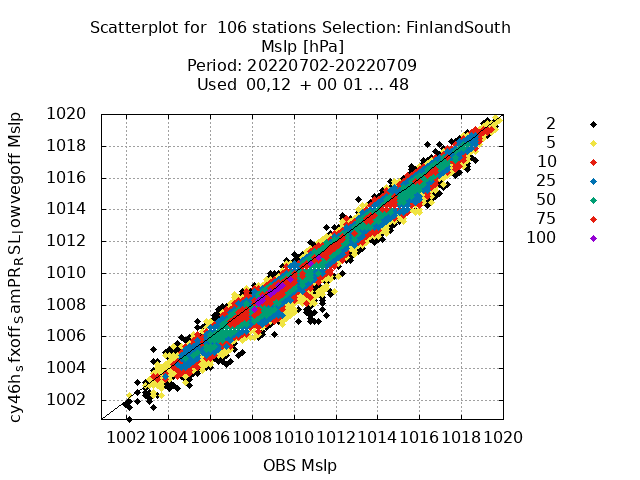 Scatterplot for  106 stations Selection: FinlandSouth
Mslp [hPa]
Period: 20220702-20220709
Used  00,12  + 00 01 ... 48
cy46h_sfxoff_SamPR_RSL_lowvegoff Mslp
1020
1018
1016
1014
1012
1010
1008
1006
1004
1002
1002 1004 1006 1008 1010 1012 1014 1016 1018 1020
OBS Mslp
2
5
10
25
50
75
100